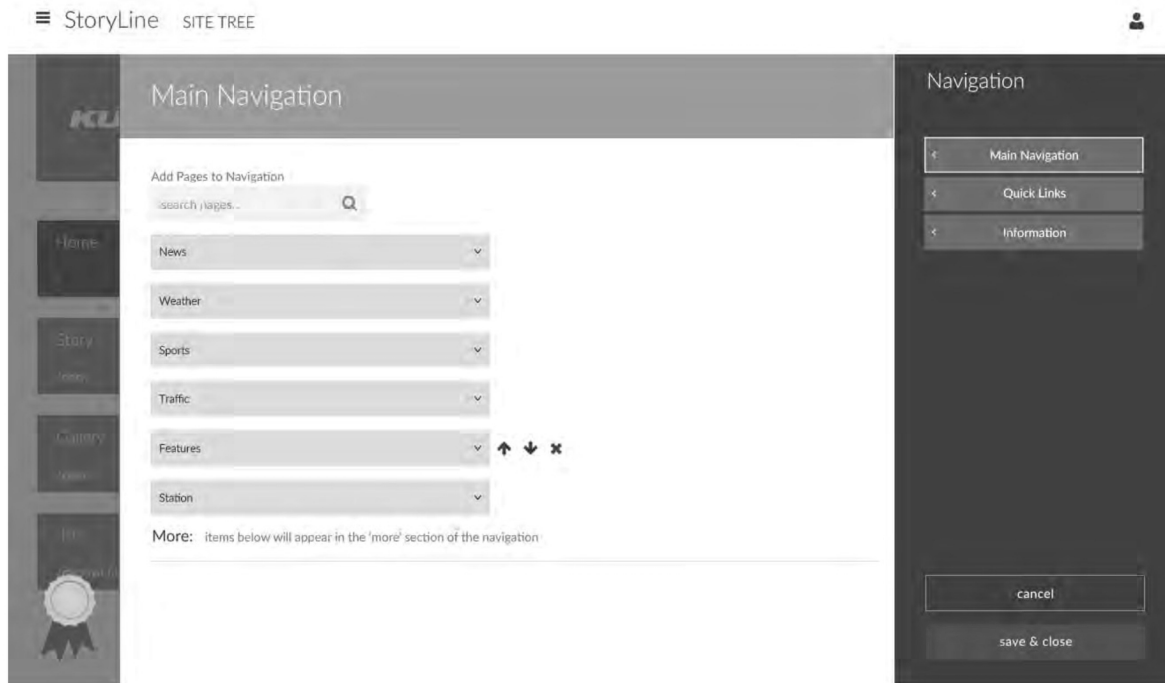 StoryLine SITE TREE
Main Navigation
Navigation
KU
Main Navigation
Add Pages to Navigation
search pages...
Quick Links
Home
Information
News
Weather
Story
Sports
Traffic
Gallery
Features
Station
More: items below will appear in the 'more' section of the navigation
cancel
save & close